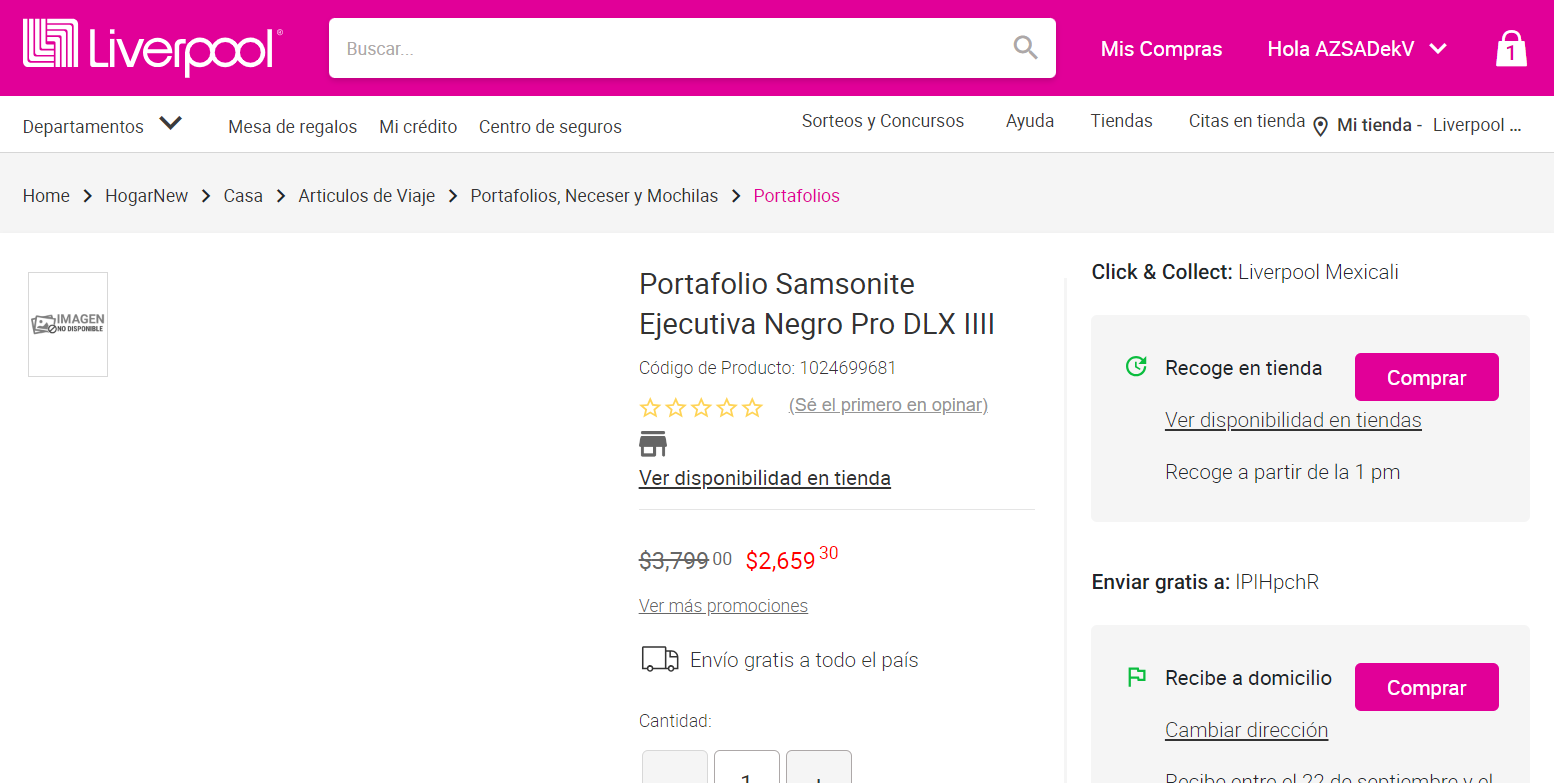 Liverpool®
Buscar...
Mis Compras
Hola AZSADekV
1
Departamentos
Mesa de regalos
Mi crédito
Centro de seguros
Sorteos y Concursos
Ayuda
Tiendas
Citas en tienda
Mi tienda - Liverpool ...
Home > HogarNew > Casa > Articulos de Viaje > Portafolios, Neceser y Mochilas > Portafolios
IMAGEN
NO DISPONIBLE
Portafolio Samsonite
Ejecutiva Negro Pro DLX IIII
Código de Producto: 1024699681
(Sé el primero en opinar)
Ver disponibilidad en tienda
$3,799 00 $2,659 30
Ver más promociones
Envío gratis a todo el país
Cantidad:
1 +
Click & Collect: Liverpool Mexicali
Recoge en tienda
Comprar
Ver disponibilidad en tiendas
Recoge a partir de la 1 pm
Enviar gratis a: lPlHpchR
Recibe a domicilio
Comprar
Cambiar dirección
Recibe entre el 22 de septiembre y el